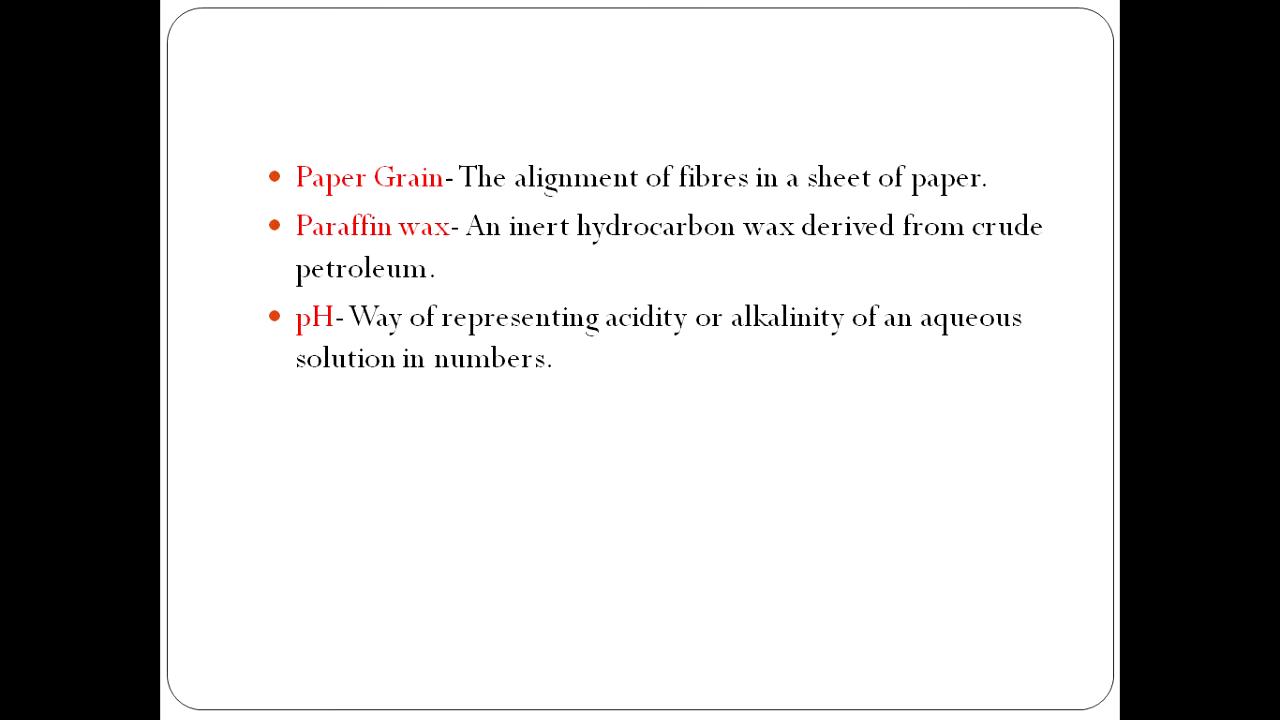 Paper Grain- The alignment of fibres in a sheet of paper.
Paraffin wax- An inert hydrocarbon wax derived from crude
petroleum.
pH- Way of representing acidity or alkalinity of an aqueous
solution in numbers.